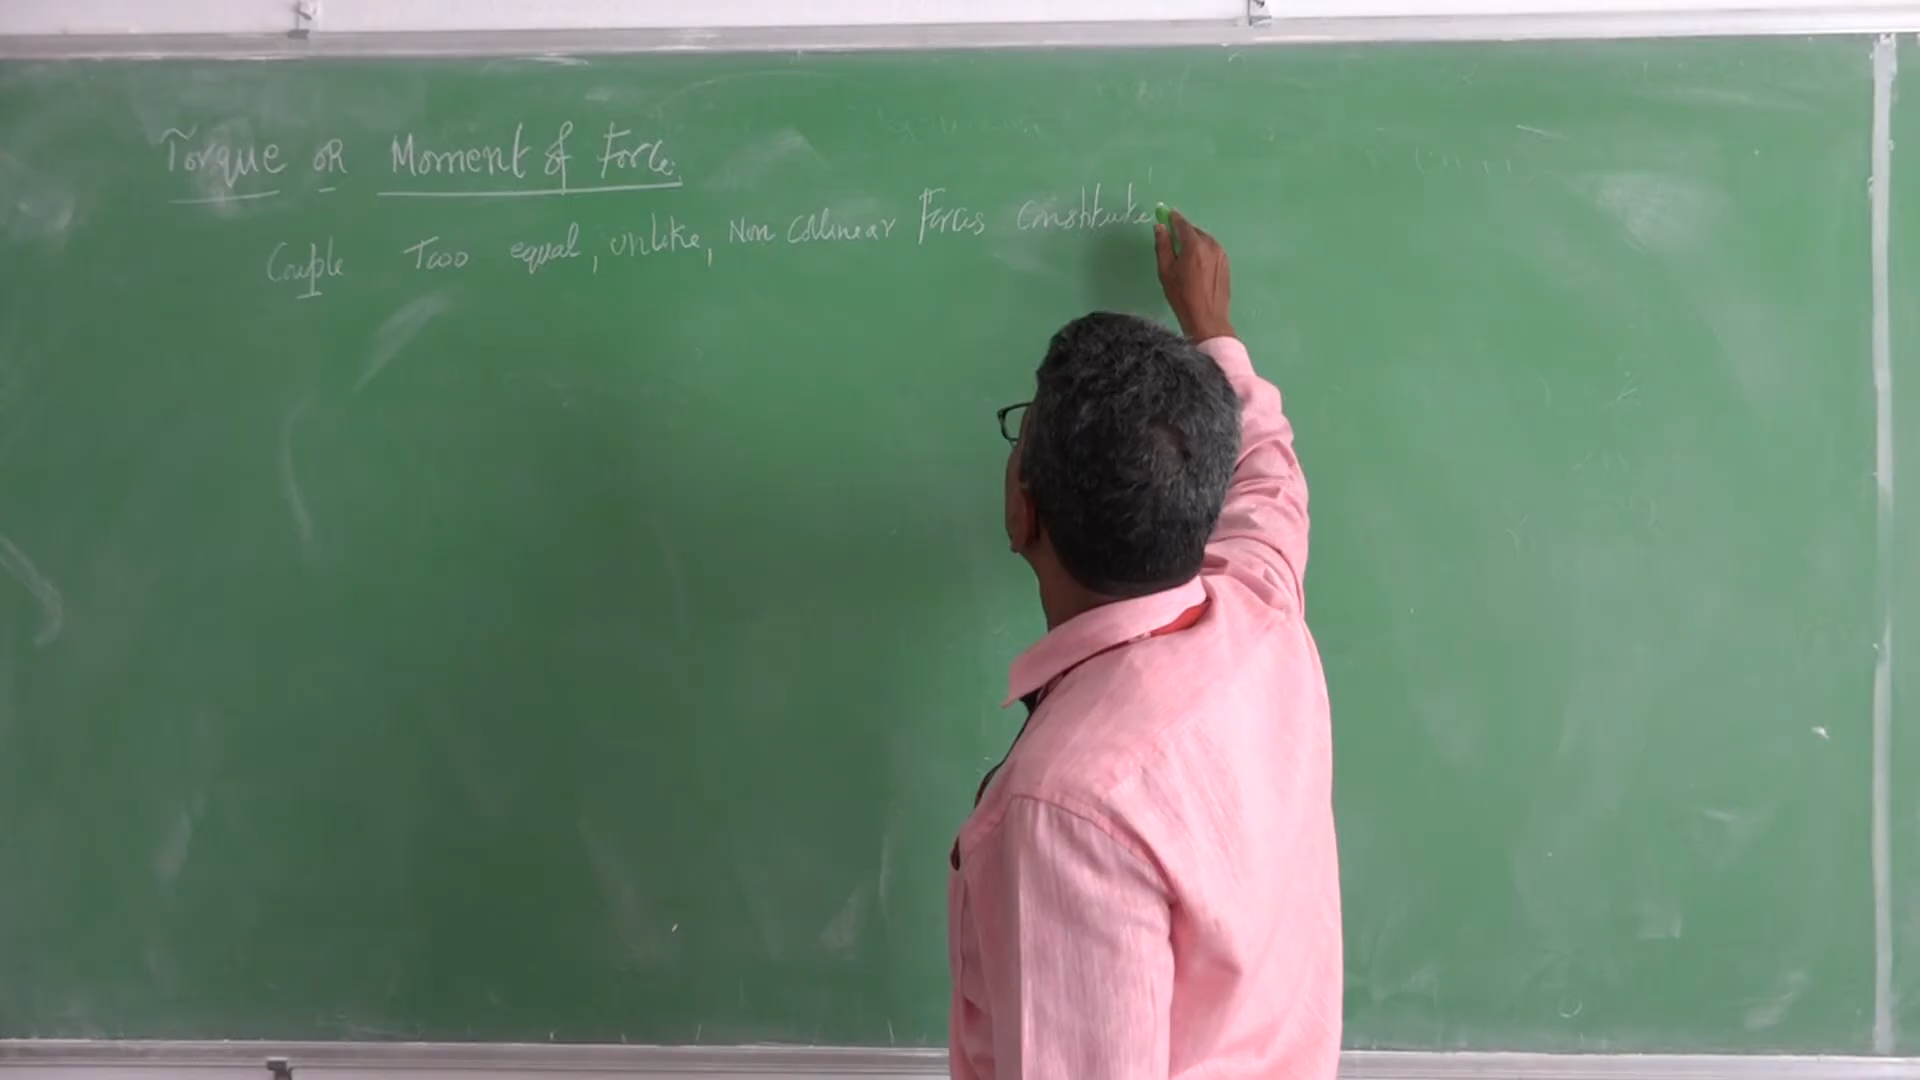 Torque OR Moment of Force.
Couple Two equal, unlike, Non Collinear Forces Constitute